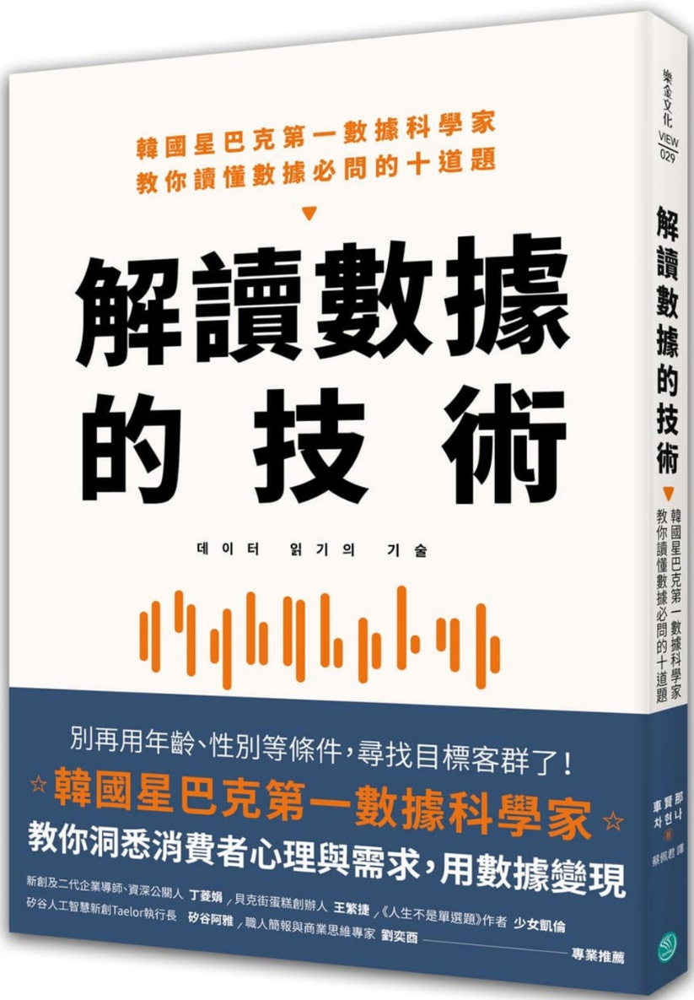 韓國星巴克第一數據科學家
教你讀懂數據必問的十道題
解讀數據
的技術
데이터 읽기의 기술
別再用年齡、性別等條件，尋找目標客群了！
☆韓國星巴克第一數據科學家☆
教你洞悉消費者心理與需求，用數據變現
新創及二代企業導師、資深公關人 丁菱娟／貝克街蛋糕創辦人 王繁捷／《人生不是單選題》作者 少女凱倫
矽谷人工智慧新創Taelor執行長 矽谷阿雅／職人簡報與商業思維專家 劉奕酉
專業推薦
樂金文化
VIEW
029
解讀數據的技術
韓國星巴克第一數據科學家
教你讀懂數據必問的十道題
車賢那
차현나
著
蔡佩君 譯